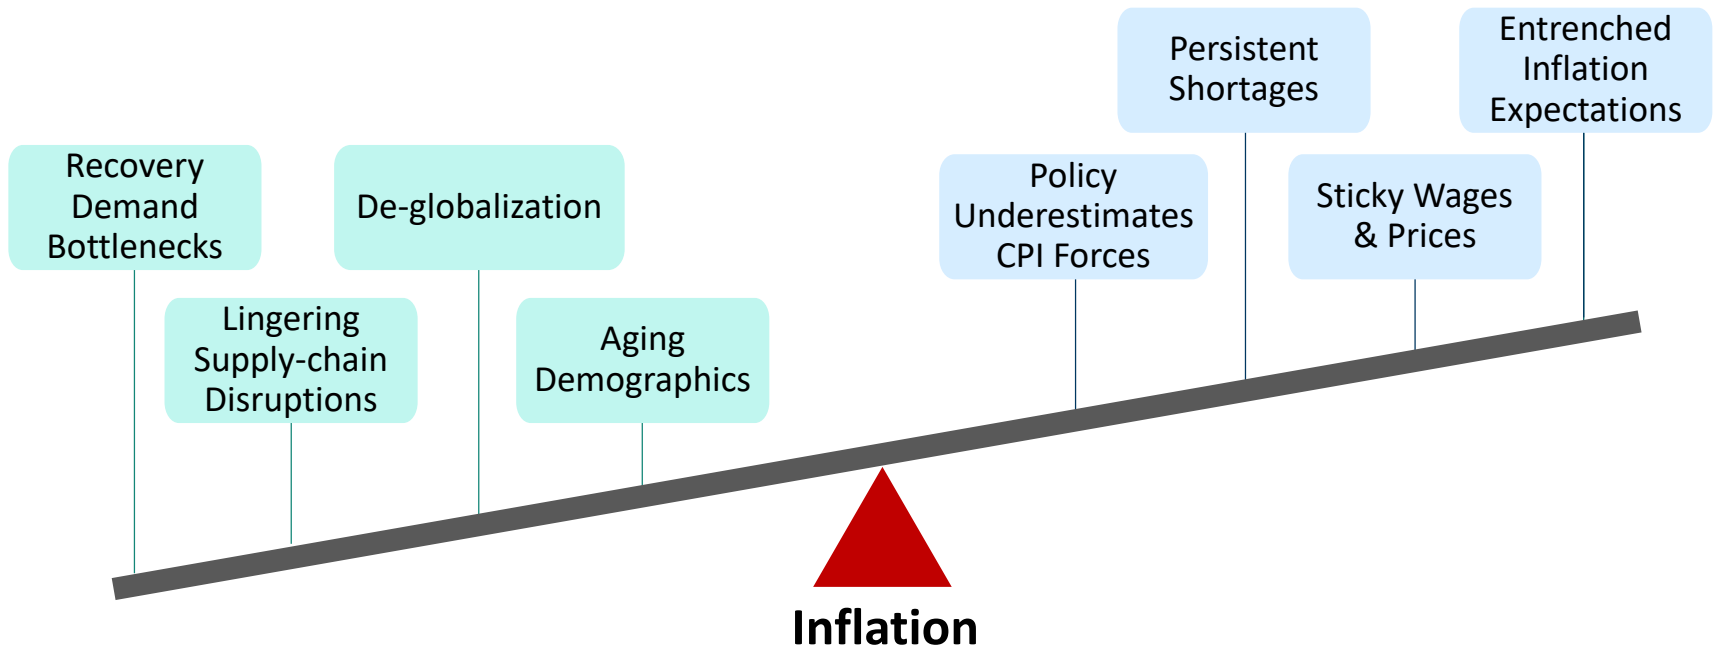 Recovery
Demand
Bottlenecks
Lingering
Supply-chain
Disruptions
De-globalization
Aging
Demographics
Policy
Underestimates
CPI Forces
Persistent
Shortages
Sticky Wages
& Prices
Entrenched
Inflation
Expectations
Inflation